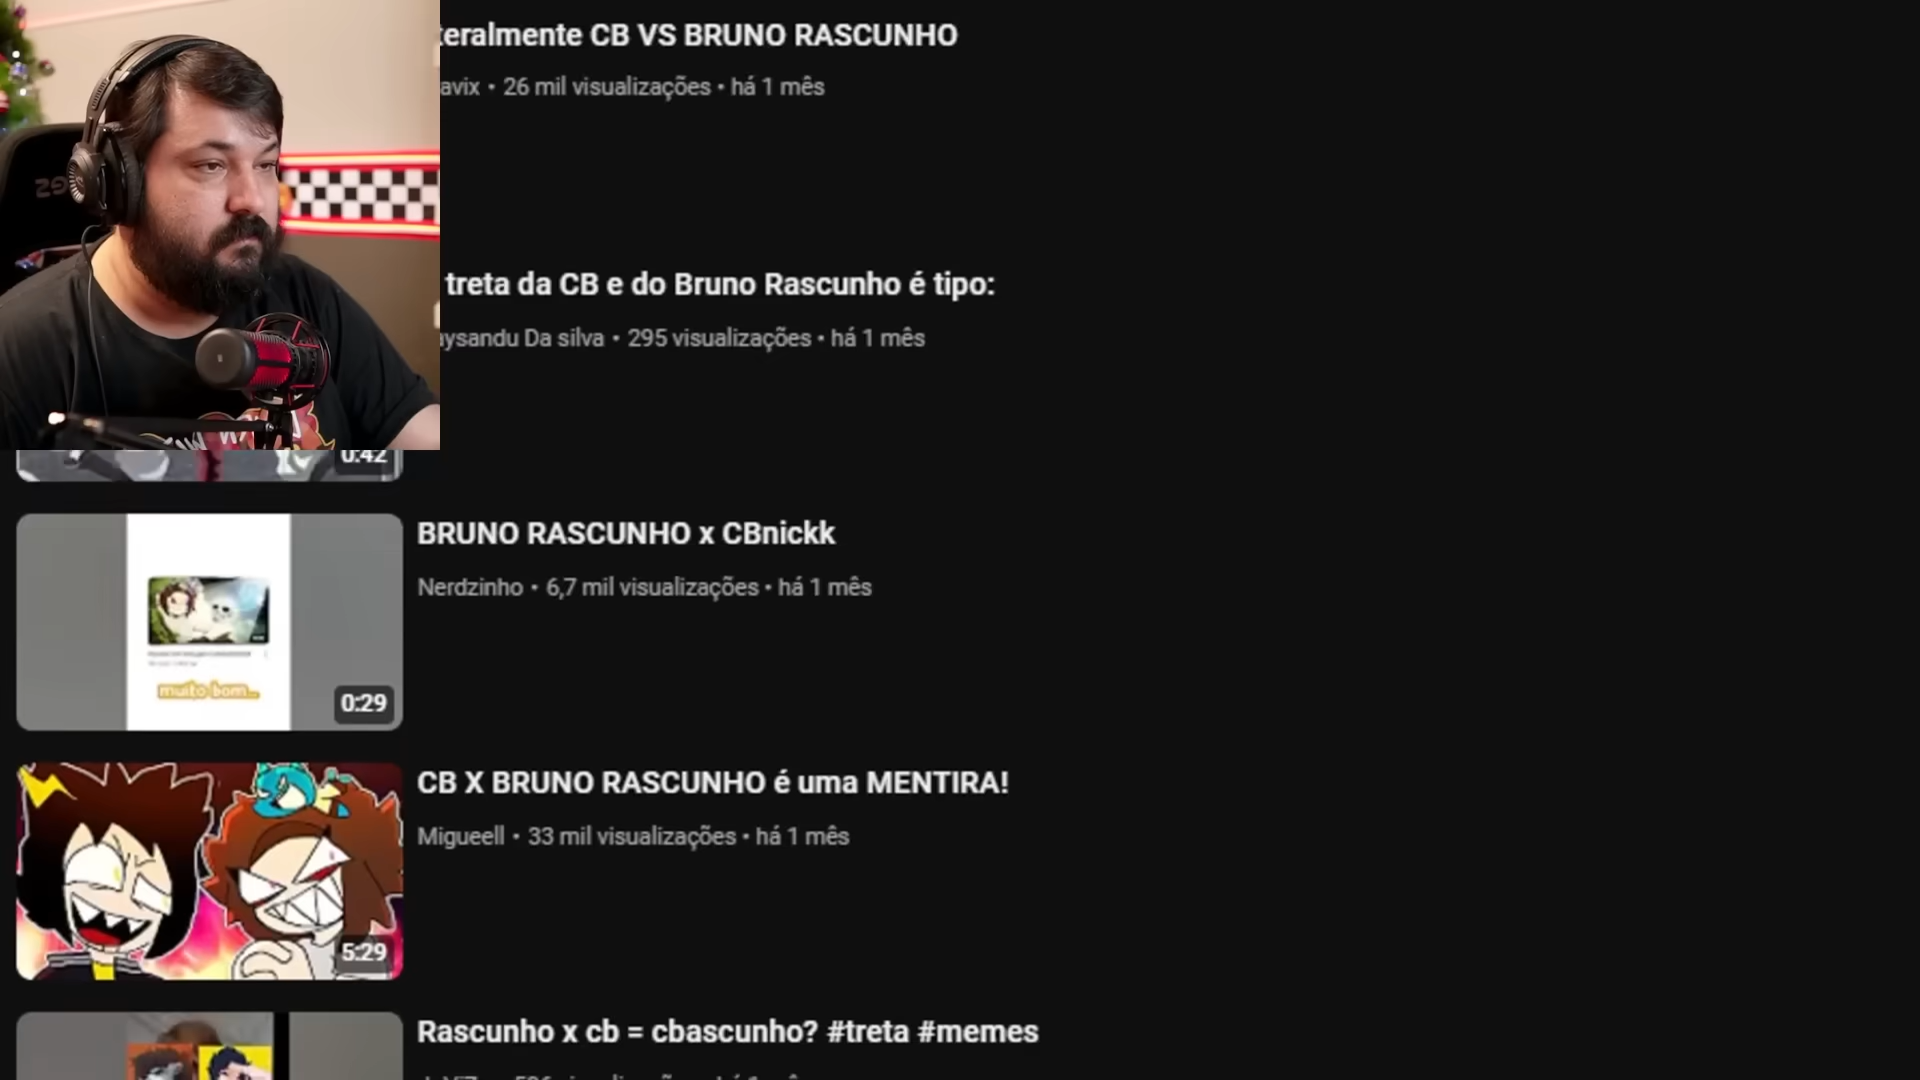 teralmente CB VS BRUNO RASCUNHO
avix • 26 mil visualizações • há 1 mês
treta da CB e do Bruno Rascunho é tipo:
aysandu Da silva • 295 visualizações • há 1 mês
0:42
BRUNO RASCUNHO x CBnickk
Nerdzinho • 6,7 mil visualizações • há 1 mês
muito bom...
0:29
CB X BRUNO RASCUNHO é uma MENTIRA!
Migueell • 33 mil visualizações • há 1 mês
5:29
Rascunho x cb = cbascunho? #treta #memes